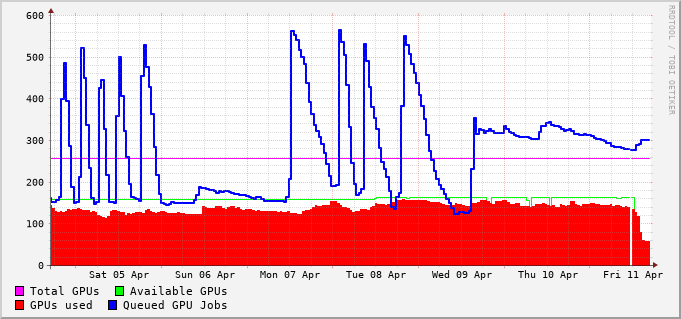 600
500
400
300
200
100
0
Sat 05 Apr Sun 06 Apr Mon 07 Apr Tue 08 Apr Wed 09 Apr Thu 10 Apr Fri 11 Apr
Total GPUs Available GPUs
GPUs used Queued GPU Jobs
RRDTOOL / TOBI OETIKER